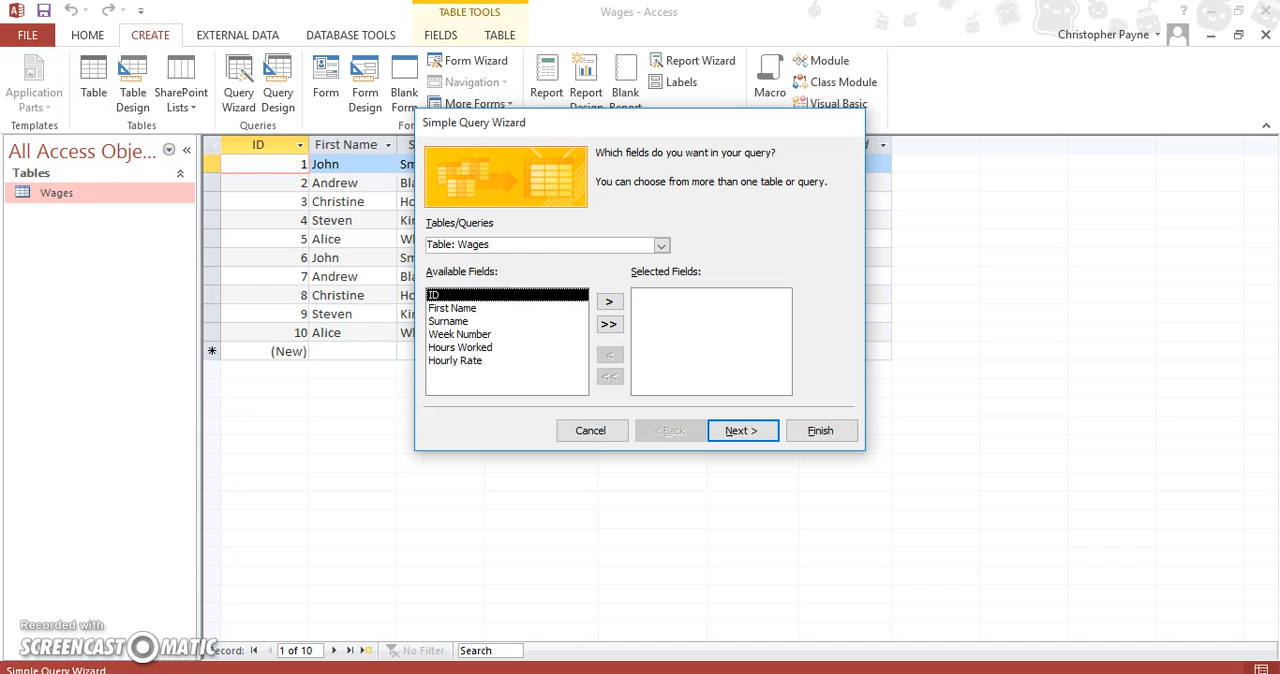 TABLE TOOLS
Wages - Access
?
FILE HOME CREATE EXTERNAL DATA DATABASE TOOLS FIELDS TABLE
Christopher Payne
Application Parts
Table
Table Design
SharePoint Lists
Query Wizard
Query Design
Form
Form Design
Blank
Form Wizard
Navigation
More Forms
Report
Report
Blank
Report Wizard
Labels
Macro
Module
Class Module
Visual Basic
Templates
Tables
Queries
All Access Obje...
Tables
Wages
ID First Name
1 John
2 Andrew
3 Christine
4 Steven
5 Alice
6 John
7 Andrew
8 Christine
9 Steven
10 Alice
(New)
Simple Query Wizard
Which fields do you want in your query?
You can choose from more than one table or query.
Tables/Queries
Table: Wages
Available Fields:
Selected Fields:
ID
First Name
Surname
Week Number
Hours Worked
Hourly Rate
>
>>
<
<<
Cancel
< Back
Next >
Finish
Recorded with
SCREENCAST MATIC
1 of 10
No Filter
Search
Simple Query Wizard